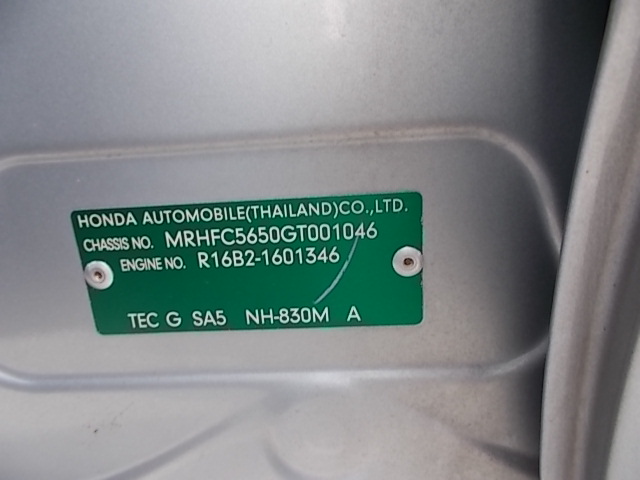 HONDA AUTOMOBILE(THAILAND)CO.,LTD.
CHASSIS NO. MRHFC5650GT001046
ENGINE NO. R16B2-1601346
TEC G SA5 NH-830M A